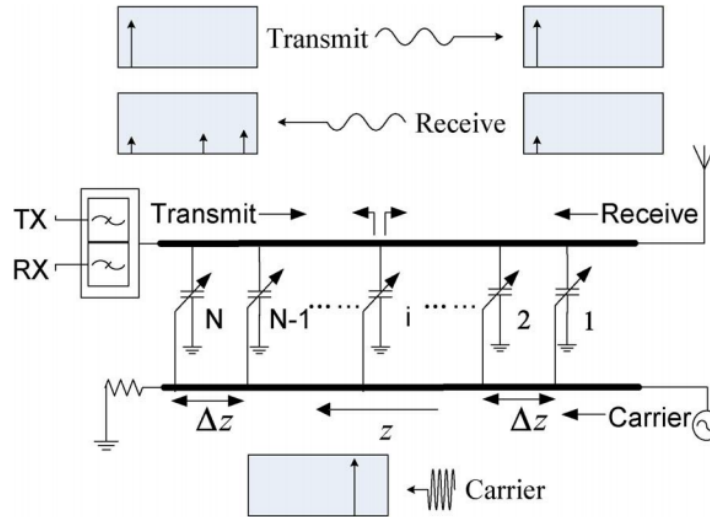 Transmit
Receive
TX
Transmit
Receive
RX
N
N-1
......
i
......
2
1
Δz
z
Δz
Carrier
Carrier